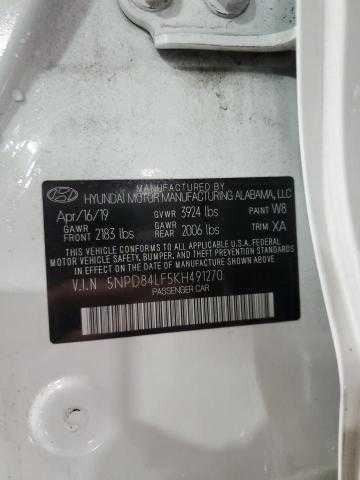 MANUFACTURED BY
HYUNDAI MOTOR MANUFACTURING ALABAMA, LLC
Apr/16/19 GVWR 3924 lbs PAINT W8
GAWR FRONT 2183 lbs GAWR REAR 2006 lbs TRIM XA
THIS VEHICLE CONFORMS TO ALL APPLICABLE U.S. FEDERAL
MOTOR VEHICLE SAFETY, BUMPER, AND THEFT PREVENTION STANDARDS
IN EFFECT ON THE DATE OF MANUFACTURE SHOWN ABOVE.
V.I.N 5NPD84LF5KH491270
PASSENGER CAR